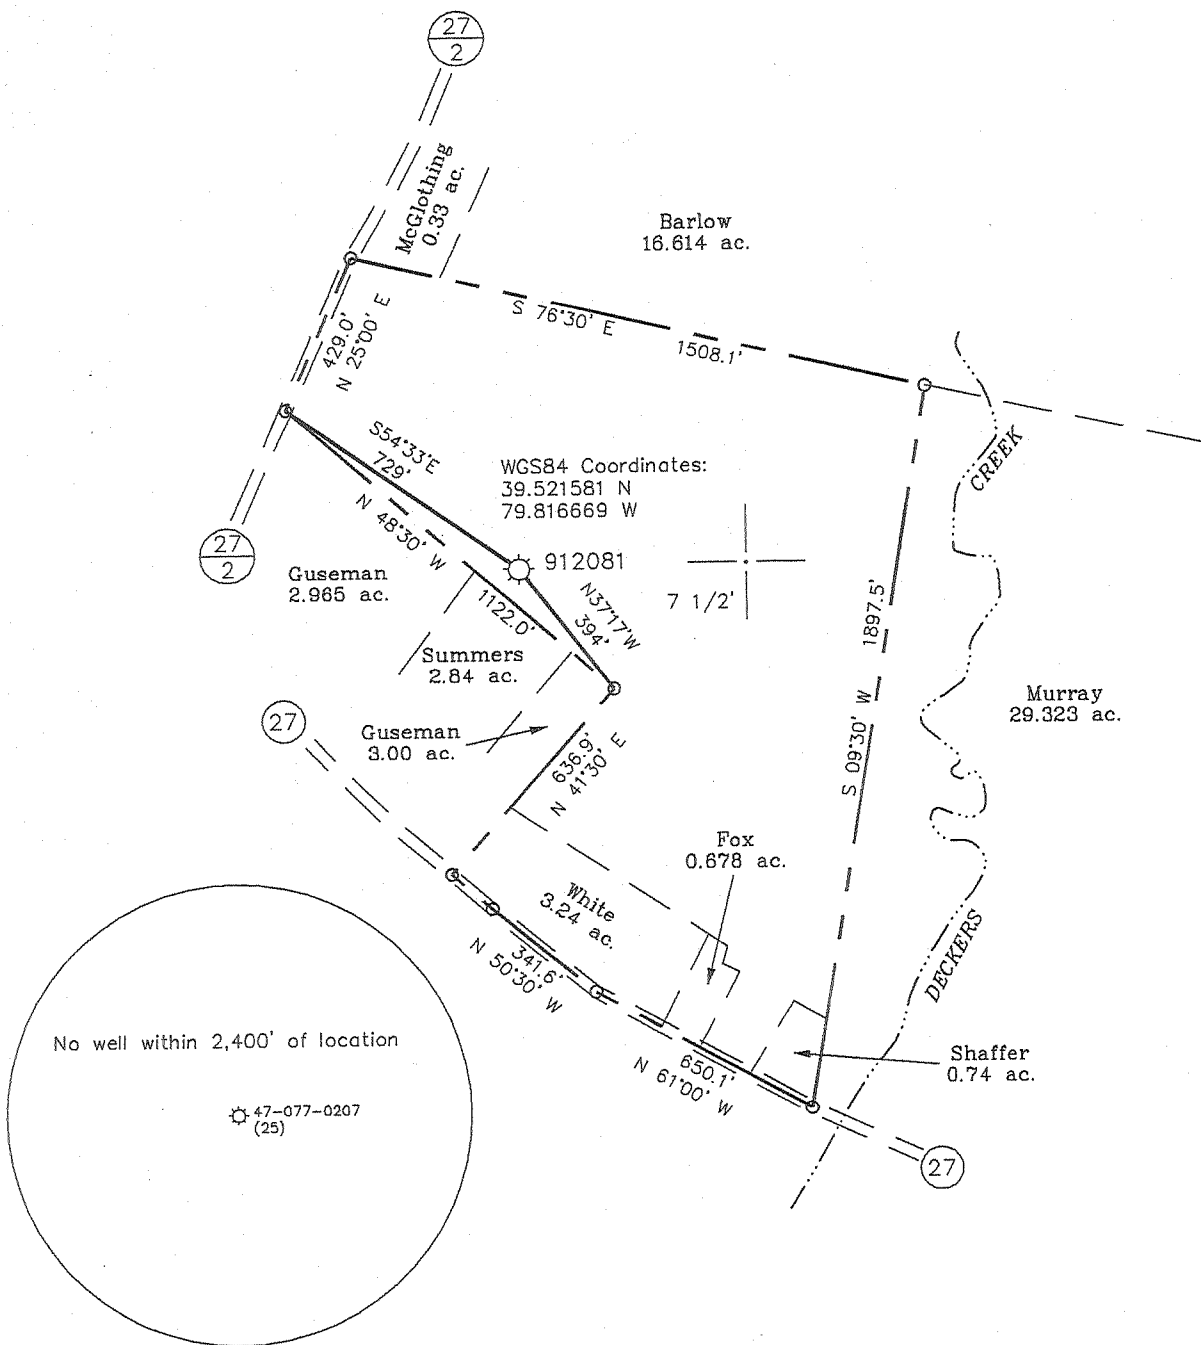 27
2
McGlothing
0.33 ac.
Barlow
16.614 ac.
429.0'
N 25°00' E
S 76°30' E
1508.1'
S54°33'E
729'
WGS84 Coordinates:
39.521581 N
79.816669 W
CREEK
N 48°30' W
1122.0'
27
2
912081
Guseman
2.965 ac.
N37°17'W
394'
7 1/2'
S 09°30' W
1897.5'
Summers
2.84 ac.
Murray
29.323 ac.
27
Guseman
3.00 ac.
636.9'
N 41°30' E
Fox
0.678 ac.
White
3.24 ac.
341.6'
N 50°30' W
DECKERS
No well within 2,400' of location
47-077-0207
(25)
650.1'
N 61°00' W
Shaffer
0.74 ac.
27